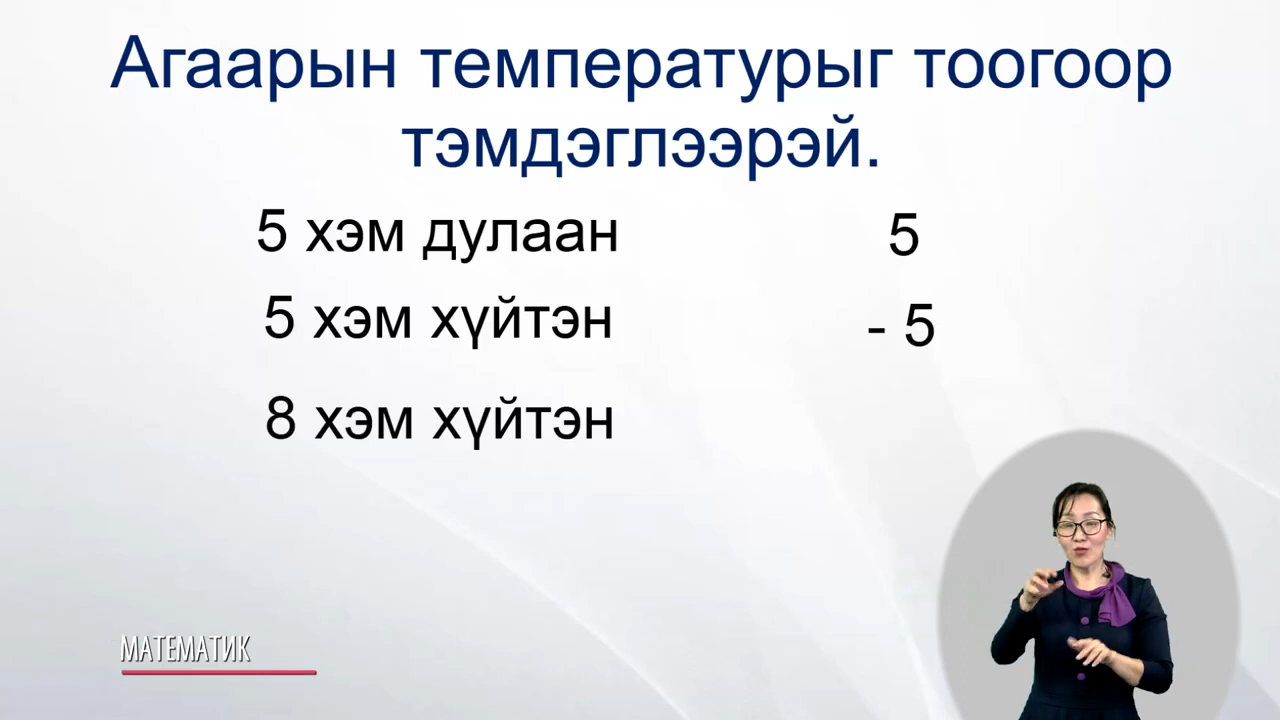 Агаарын температурыг тоогоор
тэмдэглээрэй.
5 хэм дулаан 5
5 хэм хүйтэн - 5
8 хэм хүйтэн
МАТЕМАТИК